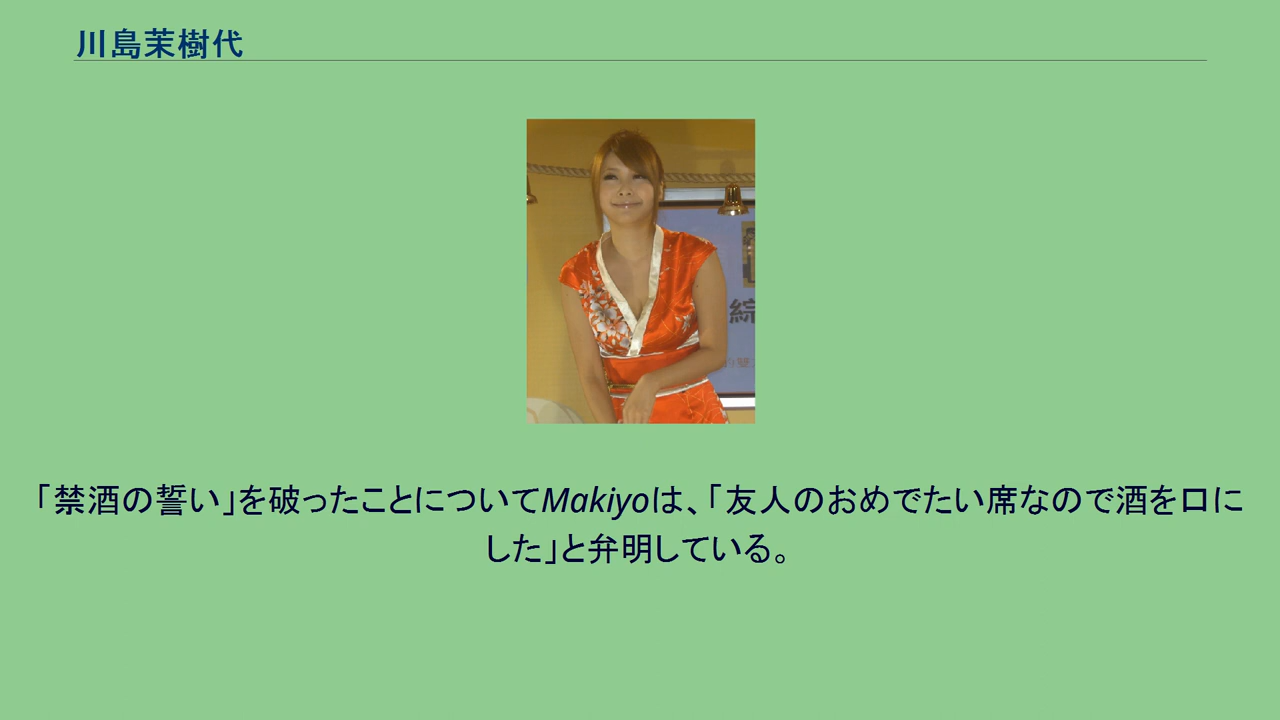 川島茉樹代
綜
「禁酒の誓い」を破ったことについてMakiyoは、「友人のおめでたい席なので酒を口に
した」と弁明している。